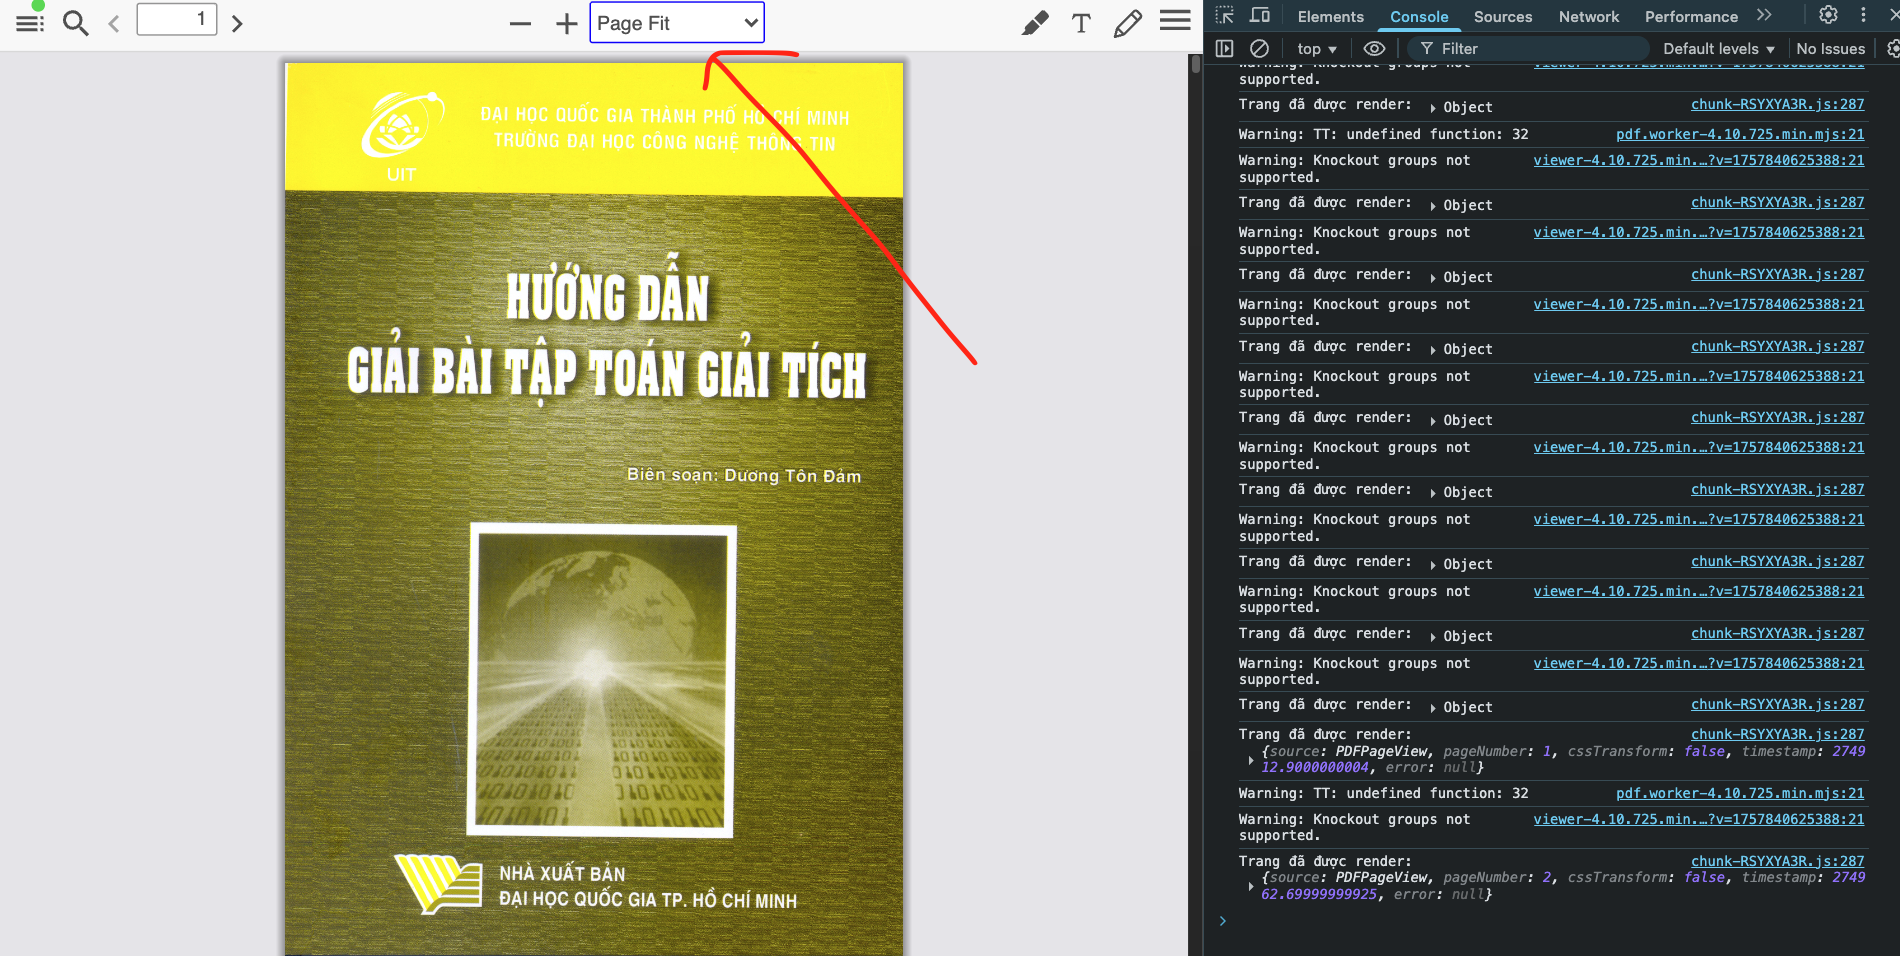 1
Page Fit
T
ĐẠI HỌC QUỐC GIA THÀNH PHỐ HỒ CHÍ MINH
TRƯỜNG ĐẠI HỌC CÔNG NGHỆ THÔNG TIN
UIT
HƯỚNG DẪN
GIẢI BÀI TẬP TOÁN GIẢI TÍCH
Biên soạn: Dương Tôn Đảm
NHÀ XUẤT BẢN
ĐẠI HỌC QUỐC GIA TP. HỒ CHÍ MINH
Elements Console Sources Network Performance
top Filter Default levels No Issues
Warning: Knockout groups not viewer-4.10.725.min.…?v=1757840625388:21
supported.
Trang đã được render: Object chunk-RSYXYA3R.js:287
Warning: TT: undefined function: 32 pdf.worker-4.10.725.min.mjs:21
Warning: Knockout groups not viewer-4.10.725.min.…?v=1757840625388:21
supported.
Trang đã được render: Object chunk-RSYXYA3R.js:287
Warning: Knockout groups not viewer-4.10.725.min.…?v=1757840625388:21
supported.
Trang đã được render: Object chunk-RSYXYA3R.js:287
Warning: Knockout groups not viewer-4.10.725.min.…?v=1757840625388:21
supported.
Trang đã được render: Object chunk-RSYXYA3R.js:287
Warning: Knockout groups not viewer-4.10.725.min.…?v=1757840625388:21
supported.
Trang đã được render: Object chunk-RSYXYA3R.js:287
Warning: Knockout groups not viewer-4.10.725.min.…?v=1757840625388:21
supported.
Trang đã được render: Object chunk-RSYXYA3R.js:287
Warning: Knockout groups not viewer-4.10.725.min.…?v=1757840625388:21
supported.
Trang đã được render: Object chunk-RSYXYA3R.js:287
Warning: Knockout groups not viewer-4.10.725.min.…?v=1757840625388:21
supported.
Trang đã được render: Object chunk-RSYXYA3R.js:287
Warning: Knockout groups not viewer-4.10.725.min.…?v=1757840625388:21
supported.
Trang đã được render: Object chunk-RSYXYA3R.js:287
Trang đã được render: chunk-RSYXYA3R.js:287
{source: PDFPageView, pageNumber: 1, cssTransform: false, timestamp: 2749
12.9000000004, error: null}
Warning: TT: undefined function: 32 pdf.worker-4.10.725.min.mjs:21
Warning: Knockout groups not viewer-4.10.725.min.…?v=1757840625388:21
supported.
Trang đã được render: chunk-RSYXYA3R.js:287
{source: PDFPageView, pageNumber: 2, cssTransform: false, timestamp: 2749
62.69999999925, error: null}